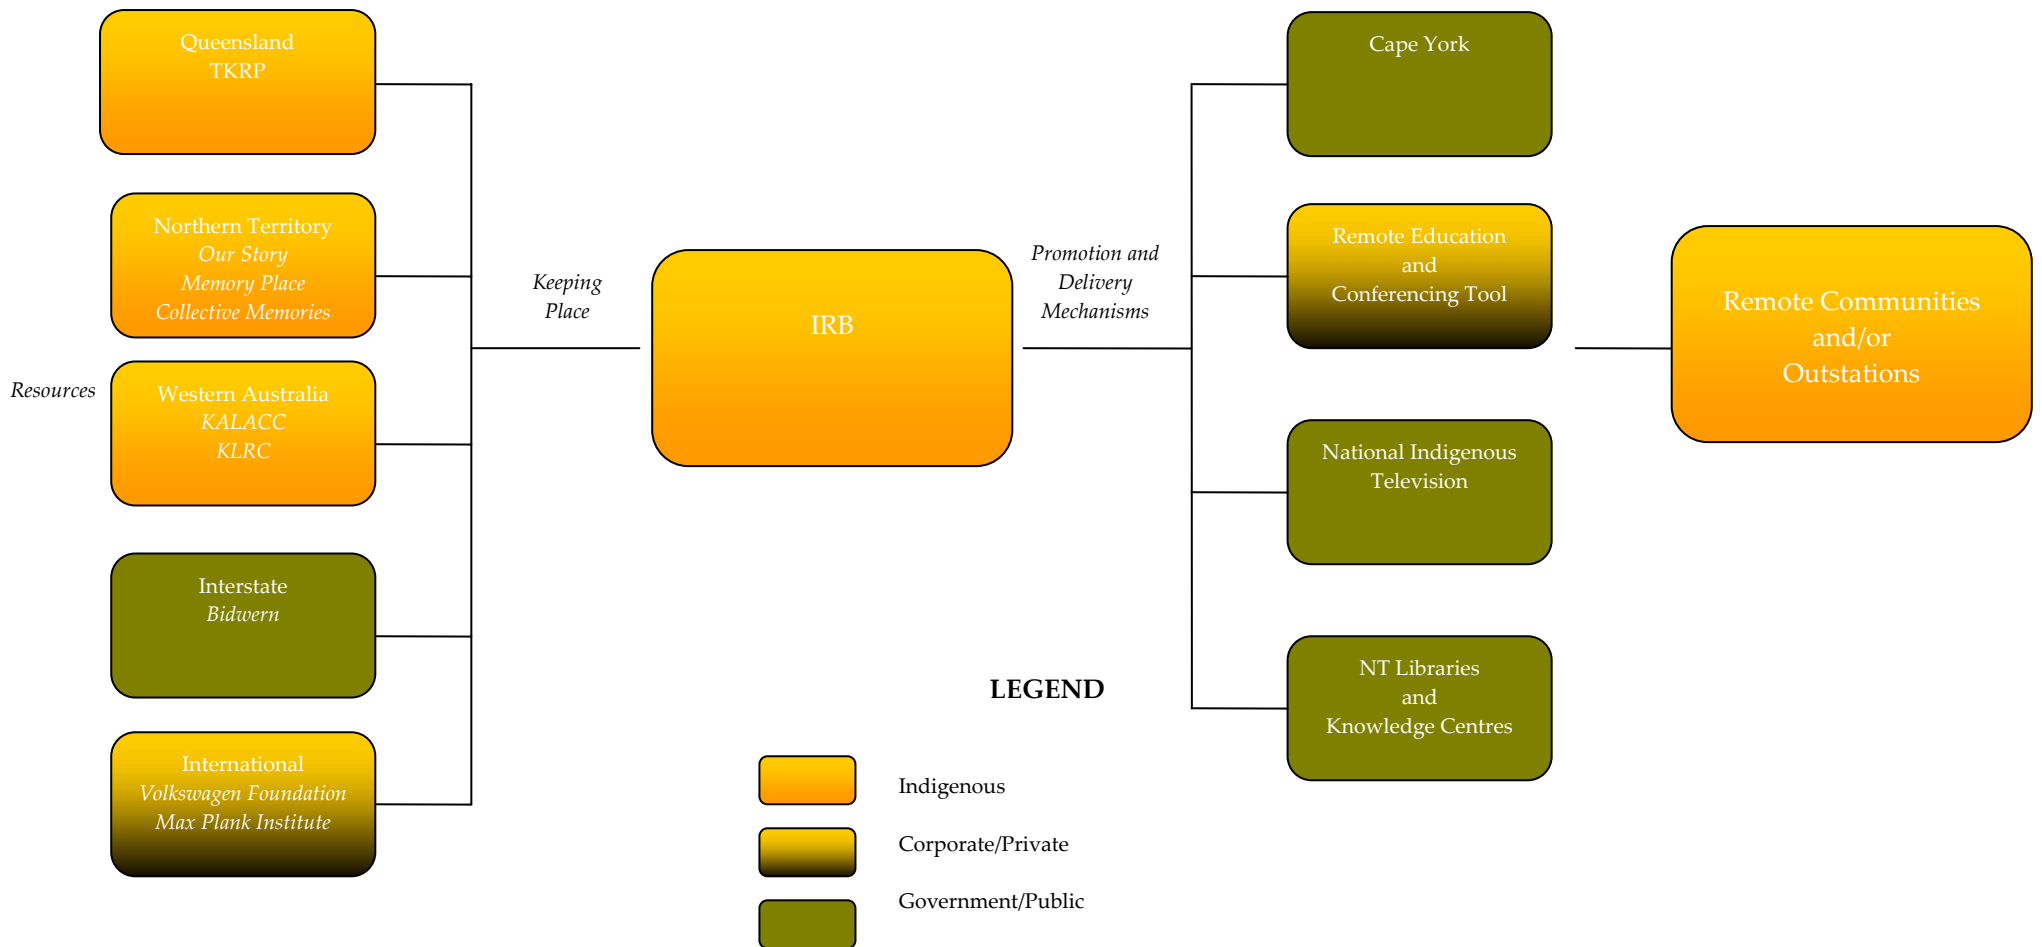 Resources
Queensland
TKRP
Northern Territory
Our Story
Memory Place
Collective Memories
Western Australia
KALACC
KLRC
Interstate
Bidwern
International
Volkswagen Foundation
Max Plank Institute
Keeping
Place
IRB
Promotion and
Delivery
Mechanisms
Cape York
Remote Education
and
Conferencing Tool
National Indigenous
Television
NT Libraries
and
Knowledge Centres
Remote Communities
and/or
Outstations
LEGEND
Indigenous
Corporate/Private
Government/Public